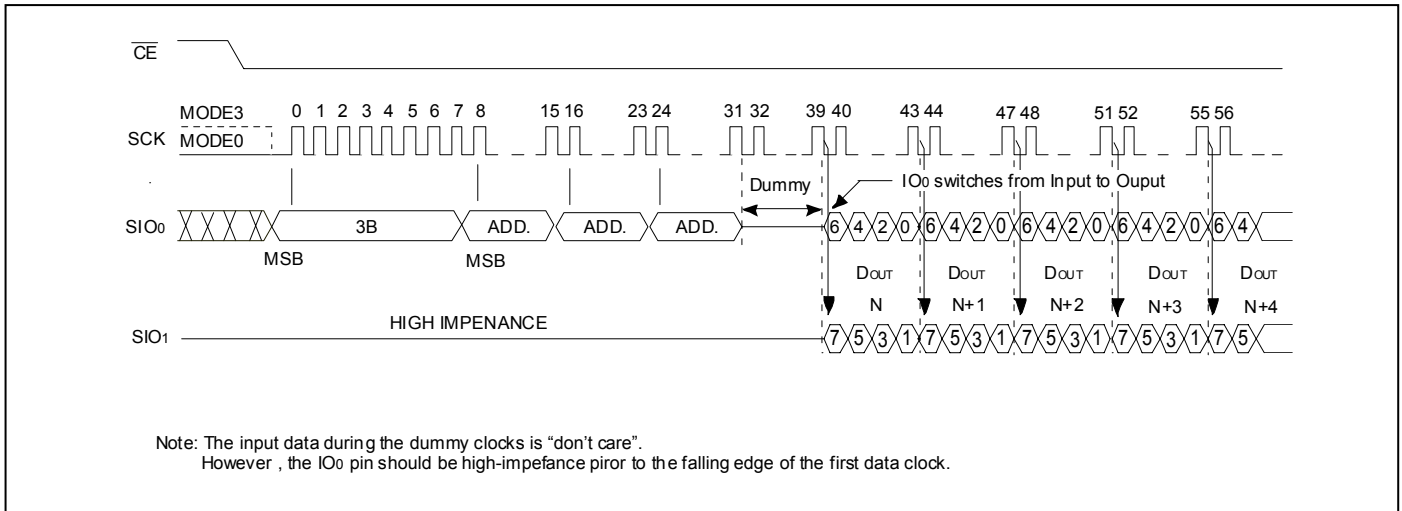 CE
MODE3 0 1 2 3 4 5 6 7 8 15 16 23 24 31 32 39 40 43 44 47 48 51 52 55 56
SCK MODE0
Dummy IO0 switches from Input to Ouput
SIO0 3B ADD. ADD. ADD. 6 4 2 0 6 4 2 0 6 4 2 0 6 4 2 0 6 4
MSB MSB
DOUT DOUT DOUT DOUT DOUT
N N+1 N+2 N+3 N+4
HIGH IMPENANCE
SIO1 7 5 3 1 7 5 3 1 7 5 3 1 7 5 3 1 7 5
Note: The input data during the dummy clocks is “don’t care”.
However , the IO0 pin should be high-impefance piror to the falling edge of the first data clock.